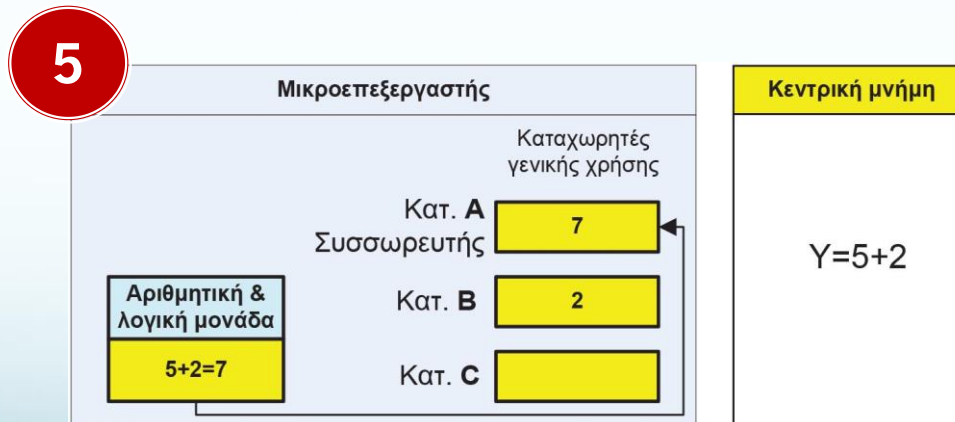 5
Μικροεπεξεργαστής
Κεντρική μνήμη
Καταχωρητές
γενικής χρήσης
Κατ. A
Συσσωρευτής
7
Y=5+2
Αριθμητική &
λογική μονάδα
Κατ. B
2
5+2=7
Κατ. C